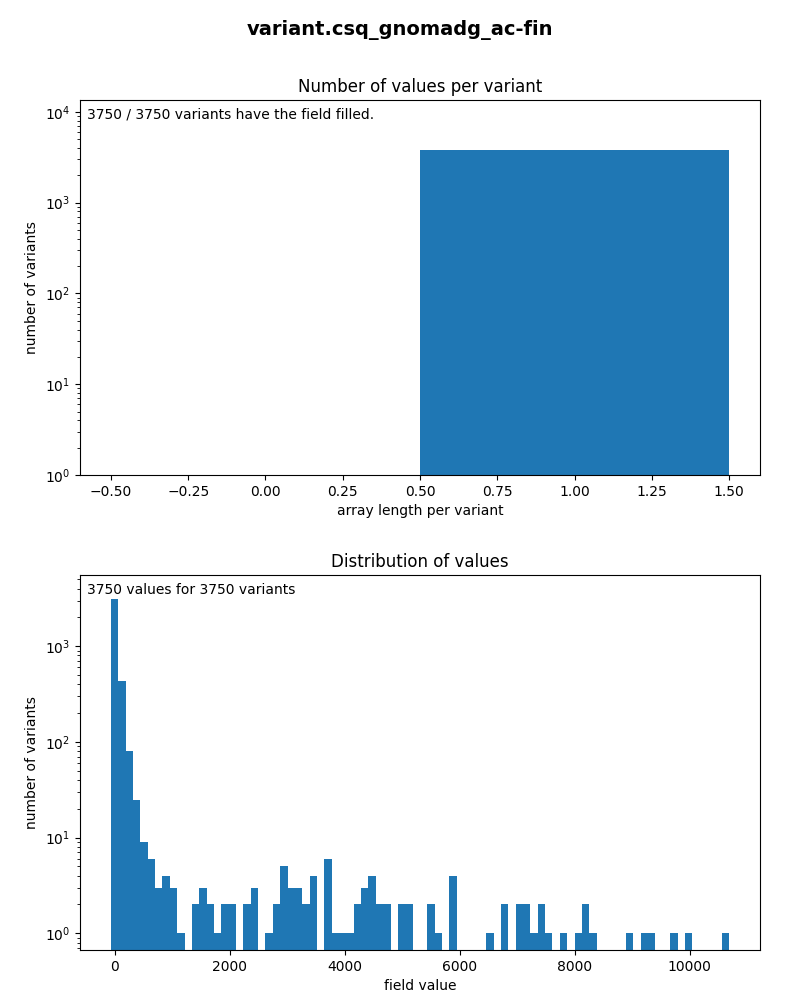 variant.csq_gnomadg_ac-fin
Number of values per variant
3750 / 3750 variants have the field filled.
number of variants
10⁴
10³
10²
10¹
10⁰
−0.50 −0.25 0.00 0.25 0.50 0.75 1.00 1.25 1.50
array length per variant
Distribution of values
3750 values for 3750 variants
number of variants
10³
10²
10¹
10⁰
0 2000 4000 6000 8000 10000
field value